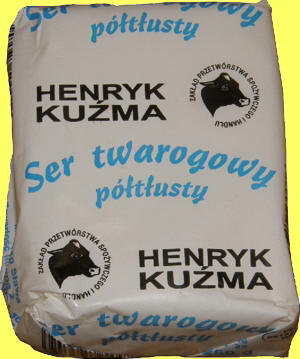 Ser twarogowy
półtłusty
HENRYK
KUŹMA
ZAKŁAD PRZETWÓRSTWA SPOŻYWCZEGO I HANDLU
Ser twarogowy
półtłusty
ZAKŁAD PRZETWÓRSTWA SPOŻYWCZEGO I HANDLU
HENRYK
KUŹMA